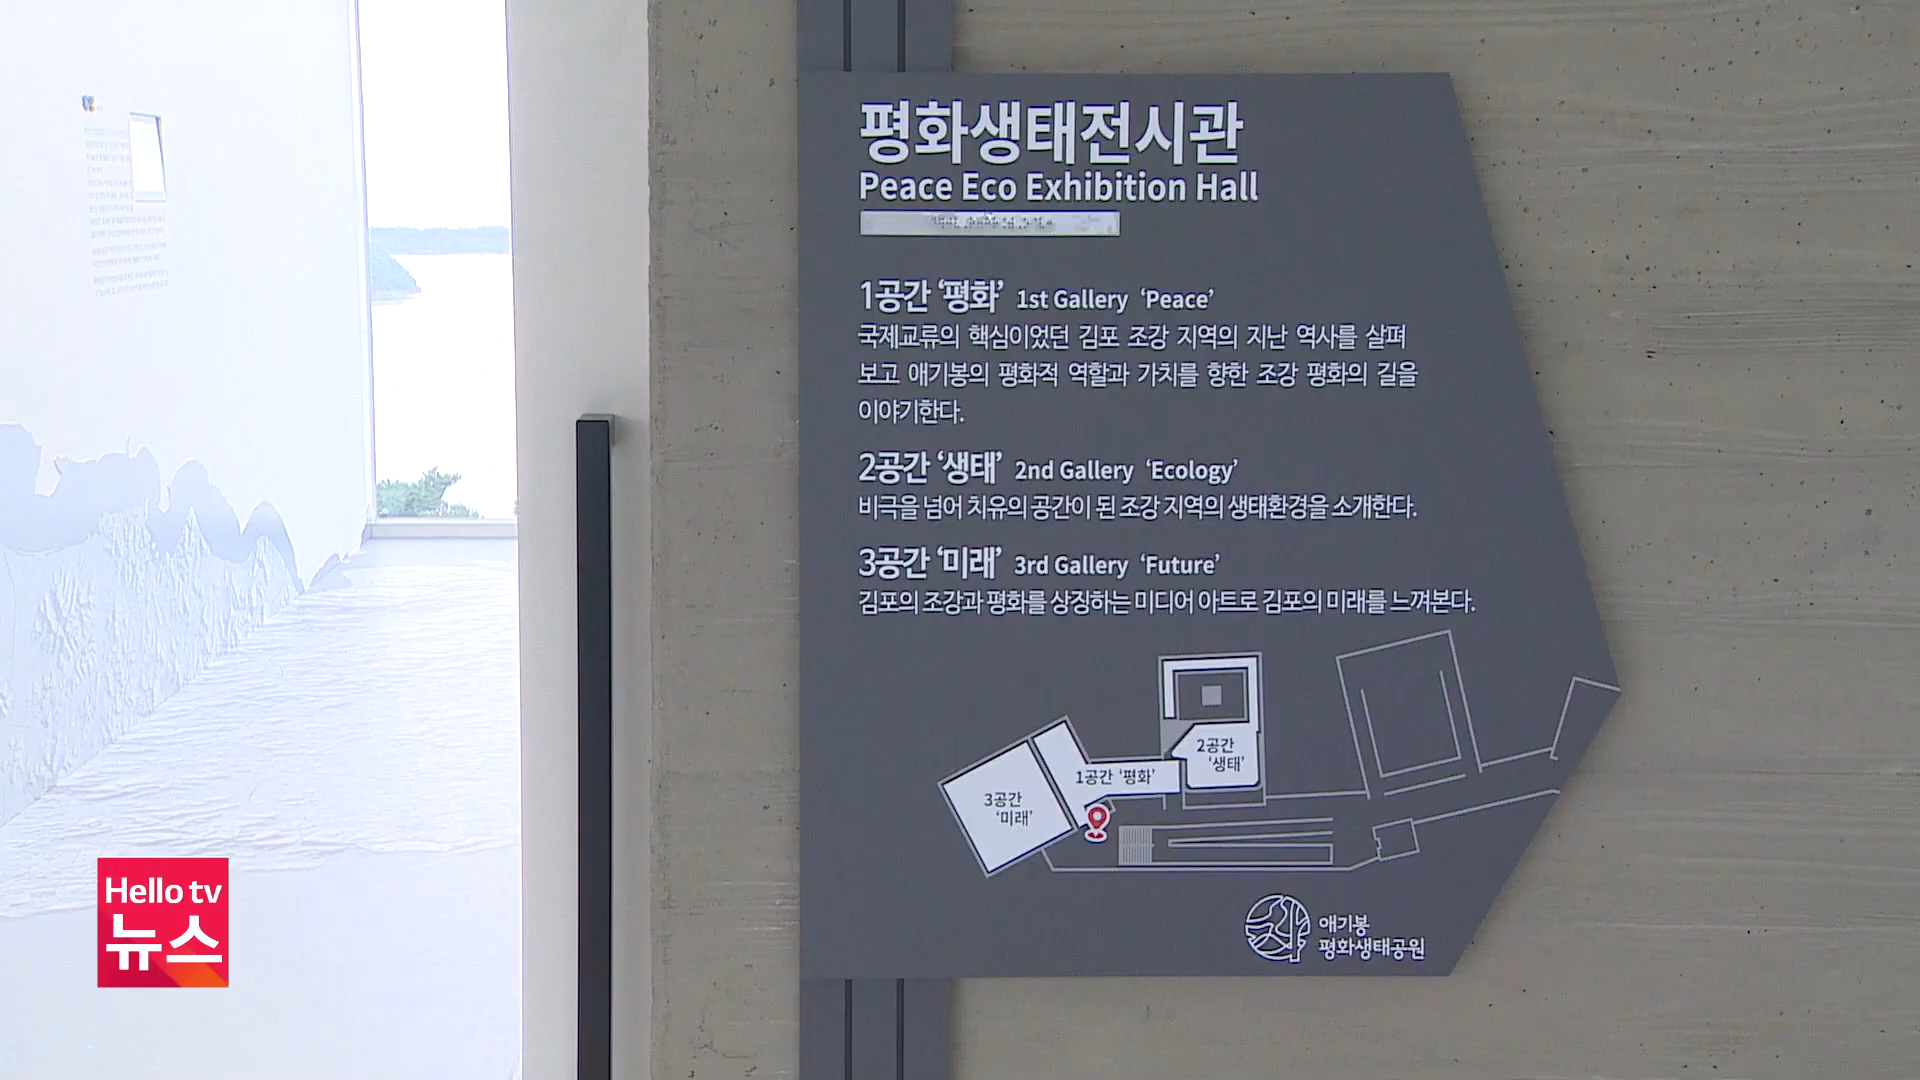 평화생태전시관
Peace Eco Exhibition Hall
1공간 ‘평화’ 1st Gallery ‘Peace’
국제교류의 핵심이었던 김포 조강 지역의 지난 역사를 살펴
보고 애기봉의 평화적 역할과 가치를 향한 조강 평화의 길을
이야기한다.
2공간 ‘생태’ 2nd Gallery ‘Ecology’
비극을 넘어 치유의 공간이 된 조강 지역의 생태환경을 소개한다.
3공간 ‘미래’ 3rd Gallery ‘Future’
김포의 조강과 평화를 상징하는 미디어 아트로 김포의 미래를 느껴본다.
2공간
‘생태’
1공간 ‘평화’
3공간
‘미래’
애기봉
평화생태공원
Hello tv
뉴스